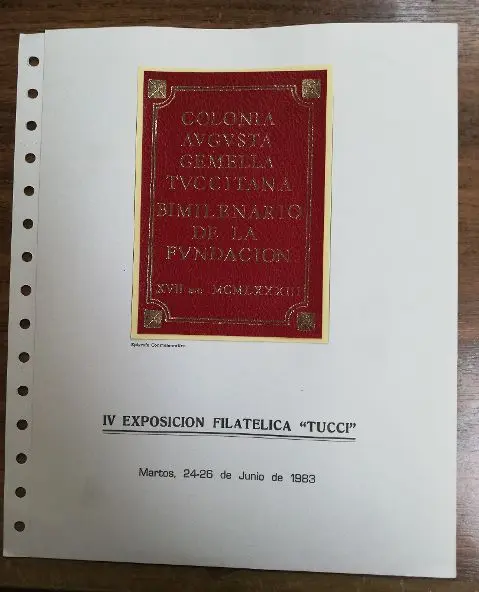 COLONIA
AVGVSTA
GEMELLA
TVCCITANA
BIMILENARIO
DE LA
FVNDACION
XVII MCMLXXXIII
IV EXPOSICION FILATELICA "TUCCI"
Martos, 24-26 de Junio de 1983